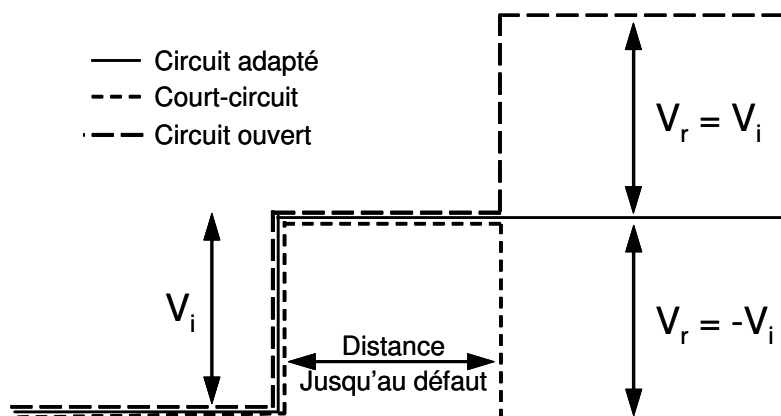 Circuit adapté
Court-circuit
Circuit ouvert
V_r = V_i
V_i
Distance
Jusqu'au défaut
V_r = -V_i